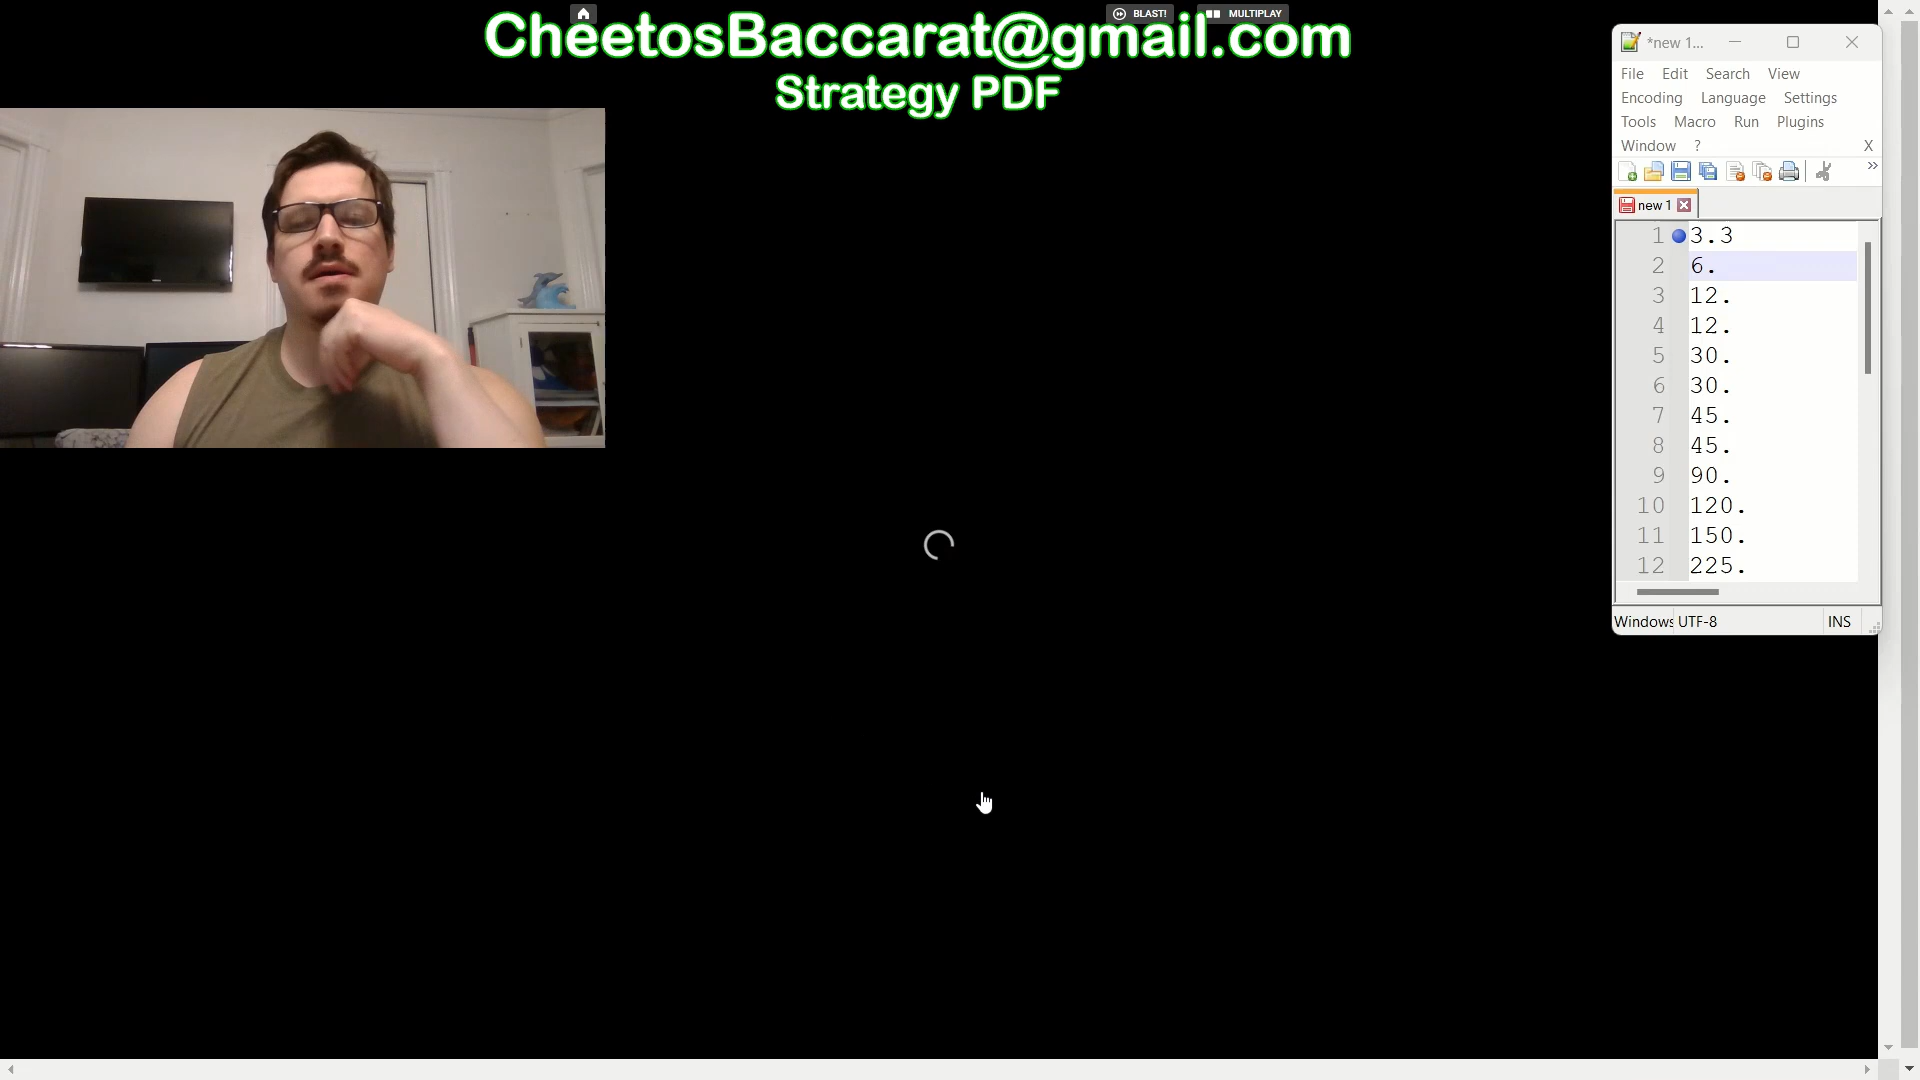 BLAST!
MULTIPLAY
CheetosBaccarat@gmail.com
Strategy PDF
*new 1...
File Edit Search View
Encoding Language Settings
Tools Macro Run Plugins
Window ? X
new 1
1 3.3
2 6.
3 12.
4 12.
5 30.
6 30.
7 45.
8 45.
9 90.
10 120.
11 150.
12 225.
Windows UTF-8 INS